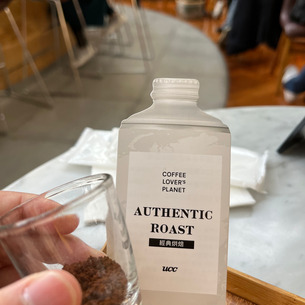 COFFEE
LOVER'S
PLANET
AUTHENTIC
ROAST
經典烘焙
ucc